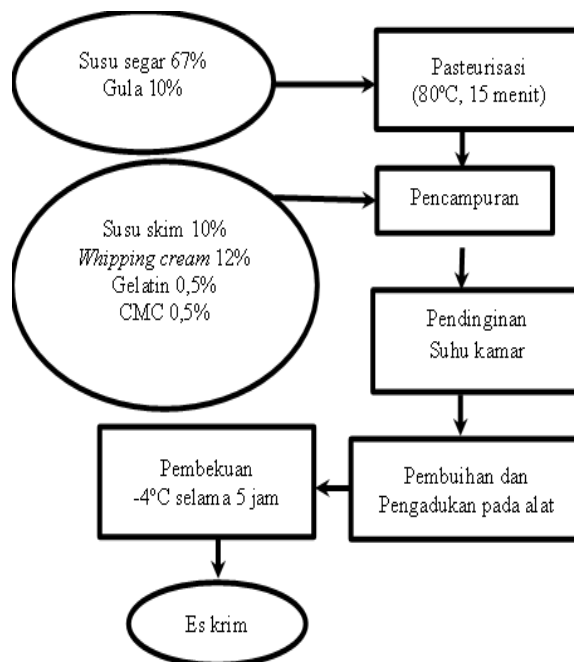 Susu segar 67%
Gula 10%
Pasteurisasi
(80ºC, 15 menit)
Susu skim 10%
Whipping cream 12%
Gelatin 0,5%
CMC 0,5%
Pencampuran
Pendinginan
Suhu kamar
Pembuihan dan
Pengadukan pada alat
Pembekuan
-4ºC selama 5 jam
Es krim